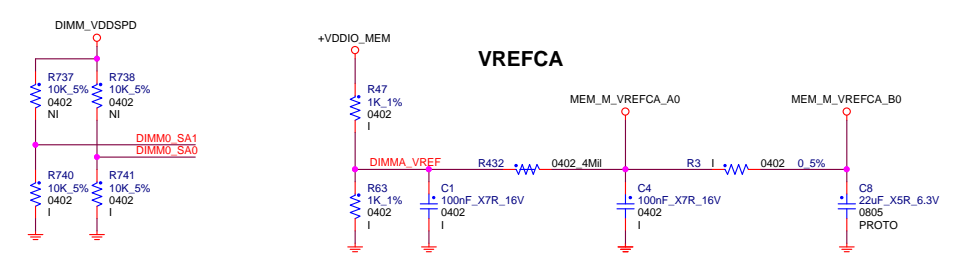 DIMM_VDDSPD
R737
10K_5%
0402
NI
R738
10K_5%
0402
NI
DIMM0_SA1
DIMM0_SA0
R740
10K_5%
0402
I
R741
10K_5%
0402
I
+VDDIO_MEM
VREFCA
R47
1K_1%
0402
I
MEM_M_VREFCA_A0
MEM_M_VREFCA_B0
DIMMA_VREF
R432
0402_4Mil
R3 I 0402 0_5%
R63
1K_1%
0402
I
C1
100nF_X7R_16V
0402
I
C4
100nF_X7R_16V
0402
I
C8
22uF_X5R_6.3V
0805
PROTO